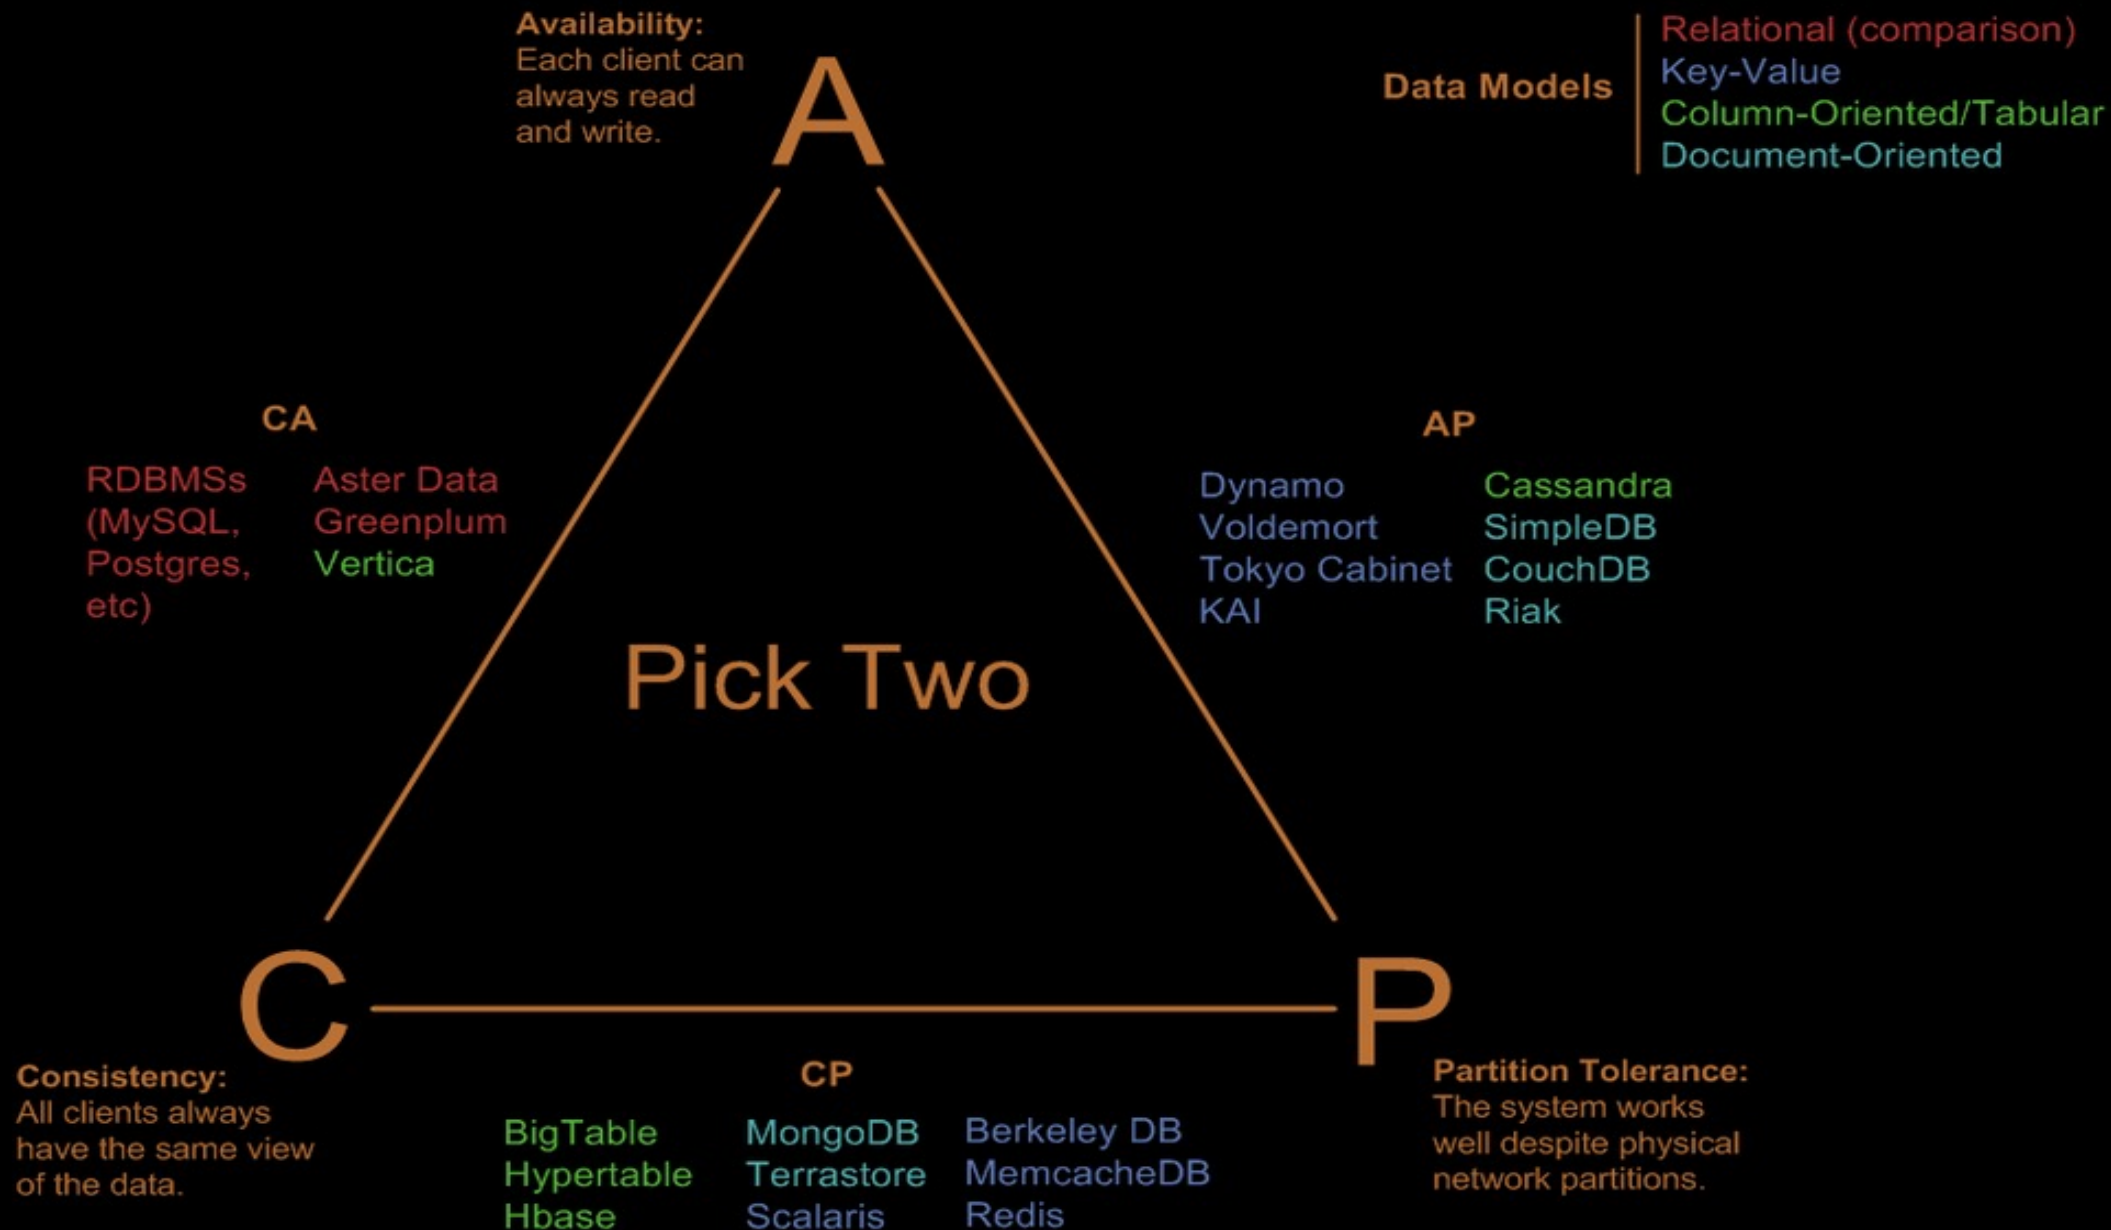 Availability:
Each client can
always read
and write.
A
Data Models
Relational (comparison)
Key-Value
Column-Oriented/Tabular
Document-Oriented
CA
RDBMSs
(MySQL,
Postgres,
etc)
Aster Data
Greenplum
Vertica
AP
Dynamo
Voldemort
Tokyo Cabinet
KAI
Cassandra
SimpleDB
CouchDB
Riak
Pick Two
C
Consistency:
All clients always
have the same view
of the data.
CP
BigTable
Hypertable
Hbase
MongoDB
Terrastore
Scalaris
Berkeley DB
MemcacheDB
Redis
P
Partition Tolerance:
The system works
well despite physical
network partitions.